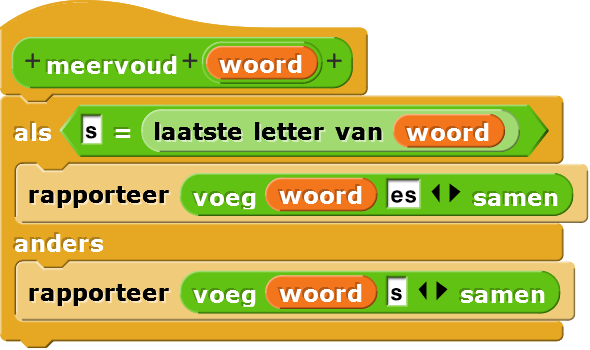 + meervoud + woord +
als s = laatste letter van woord
rapporteer voeg woord es samen
anders
rapporteer voeg woord s samen